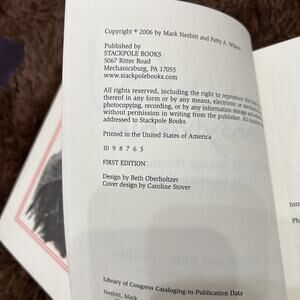 Copyright © 2006 by Mark Nesbitt and Patty A. Wilson
Published by
STACKPOLE BOOKS
5067 Ritter Road
Mechanicsburg, PA 17055
www.stackpolebooks.com
All rights reserved, including the right to reproduce this
thereof in any form or by any means, electronic or
photocopying, recording, or by any information storage and
without permission in writing from the publisher. All
addressed to Stackpole Books.
Printed in the United States of America
10 9 8 7 6 5
FIRST EDITION
Design by Beth Oberholtzer
Cover design by Caroline Stover
Library of Congress Cataloging-in-Publication Data
Nesbitt, Mark